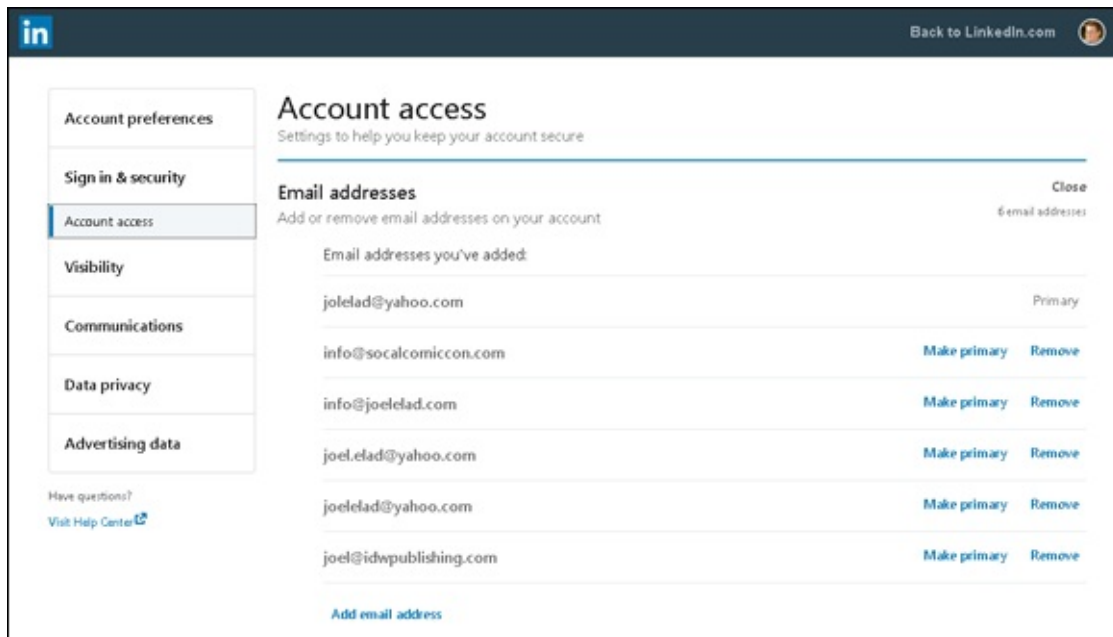 in
Back to LinkedIn.com
Account preferences
Sign in & security
Account access
Visibility
Communications
Data privacy
Advertising data
Have questions?
Visit Help Center
Account access
Settings to help you keep your account secure
Email addresses
Close
Add or remove email addresses on your account
6 email addresses
Email addresses you've added:
jolelad@yahoo.com Primary
info@socalcomiccon.com Make primary Remove
info@joelelad.com Make primary Remove
joel.elad@yahoo.com Make primary Remove
joelelad@yahoo.com Make primary Remove
joel@idwpublishing.com Make primary Remove
Add email address